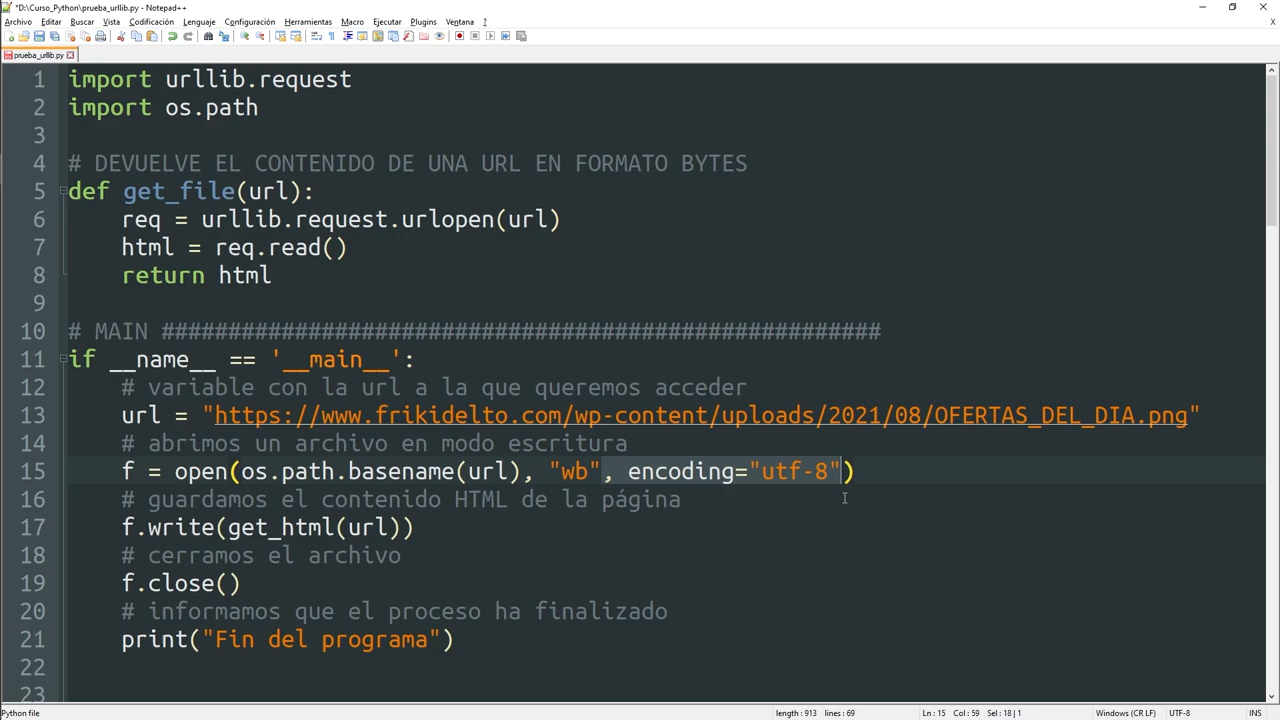 *D:\Curso_Python\prueba_urllib.py - Notepad++
Archivo Editar Buscar Vista Codificación Lenguaje Configuración Herramientas Macro Ejecutar Plugins Ventana ? X
prueba_urllib.py
1 import urllib.request
2 import os.path
3
4 # DEVUELVE EL CONTENIDO DE UNA URL EN FORMATO BYTES
5 def get_file(url):
6 req = urllib.request.urlopen(url)
7 html = req.read()
8 return html
9
10 # MAIN ######################################################
11 if __name__ == '__main__':
12 # variable con la url a la que queremos acceder
13 url = "https://www.frikidelto.com/wp-content/uploads/2021/08/OFERTAS_DEL_DIA.png"
14 # abrimos un archivo en modo escritura
15 f = open(os.path.basename(url), "wb", encoding="utf-8")
16 # guardamos el contenido HTML de la página
17 f.write(get_html(url))
18 # cerramos el archivo
19 f.close()
20 # informamos que el proceso ha finalizado
21 print("Fin del programa")
22
23
Python file length : 913 lines : 69 Ln : 15 Col : 59 Sel : 18 | 1 Windows (CR LF) UTF-8 INS